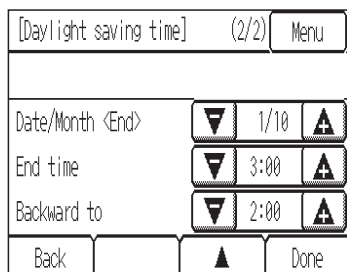 [Daylight saving time] (2/2) Menu
Date/Month <End> 1/10
End time 3:00
Backward to 2:00
Back Done